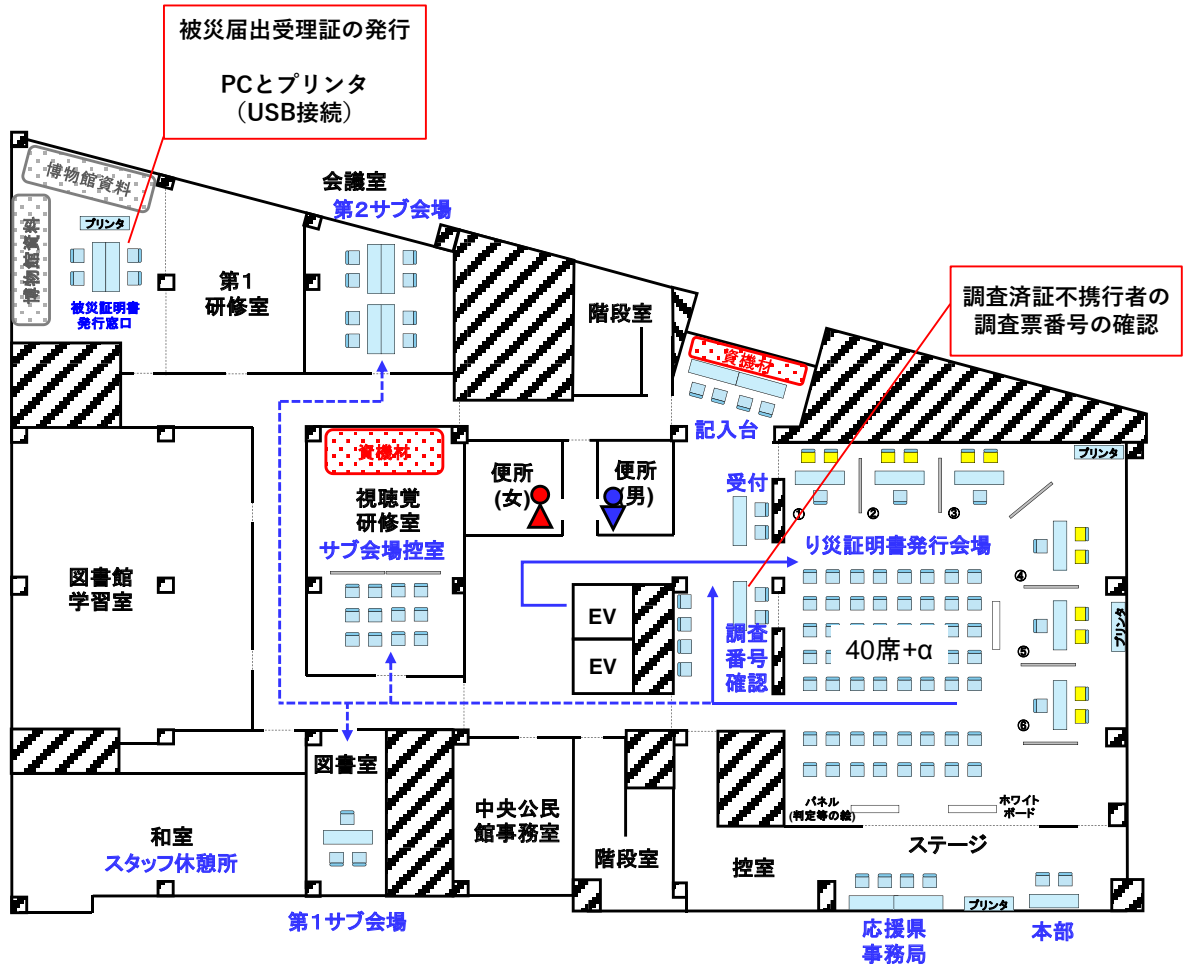 被災届出受理証の発行
PCとプリンタ
（USB接続）
博物館資料
博物館資料
プリンタ
被災証明書
発行窓口
第１
研修室
会議室
第２サブ会場
階段室
調査済証不携行者の
調査票番号の確認
資機材
記入台
プリンタ
資機材
視聴覚
研修室
サブ会場控室
便所
(女)
便所
(男)
受付
①
②
③
り災証明書発行会場
④
図書館
学習室
EV
EV
調査
番号
確認
40席+α
プリンタ
⑤
⑥
図書室
中央公民
館事務室
パネル
(判定等の絵)
ホワイト
ボード
和室
スタッフ休憩所
階段室
控室
ステージ
第１サブ会場
プリンタ
応援県
事務局
本部